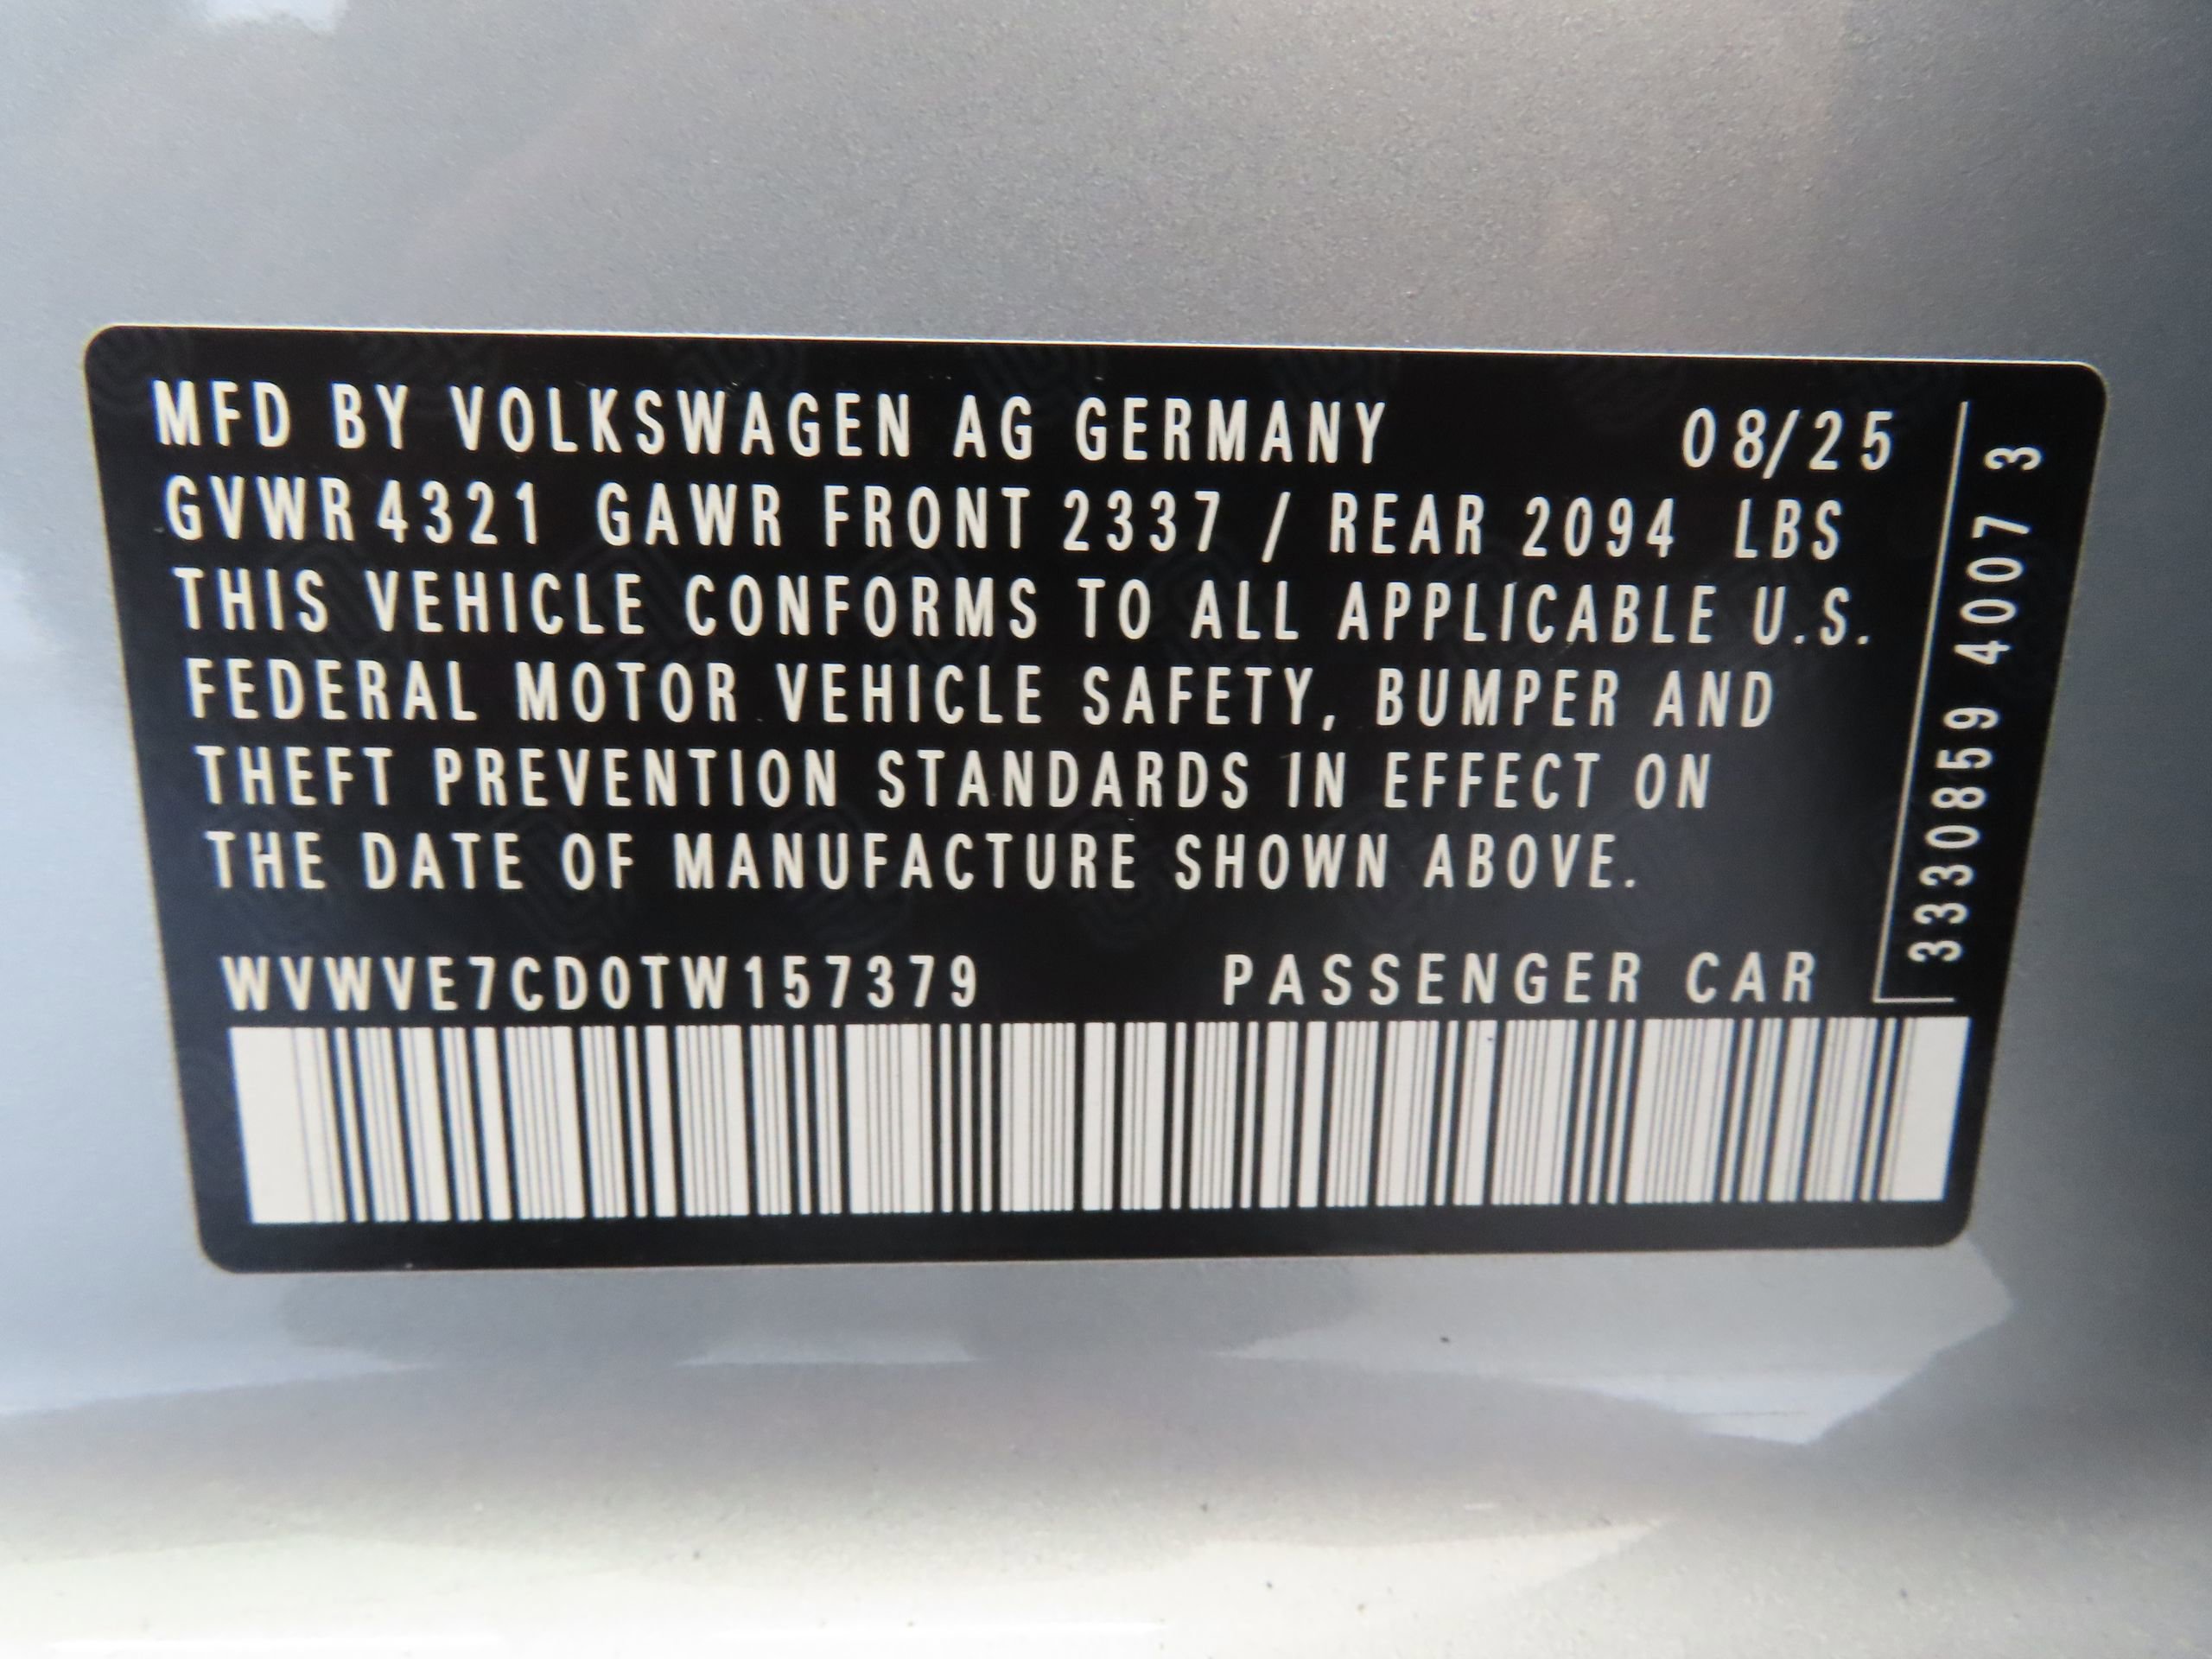 MFD BY VOLKSWAGEN AG GERMANY 08/25
GVWR 4321 GAWR FRONT 2337 / REAR 2094 LBS
THIS VEHICLE CONFORMS TO ALL APPLICABLE U.S.
FEDERAL MOTOR VEHICLE SAFETY, BUMPER AND
THEFT PREVENTION STANDARDS IN EFFECT ON
THE DATE OF MANUFACTURE SHOWN ABOVE.
WVWVE7CD0TW157379 PASSENGER CAR
3330859 4007 3